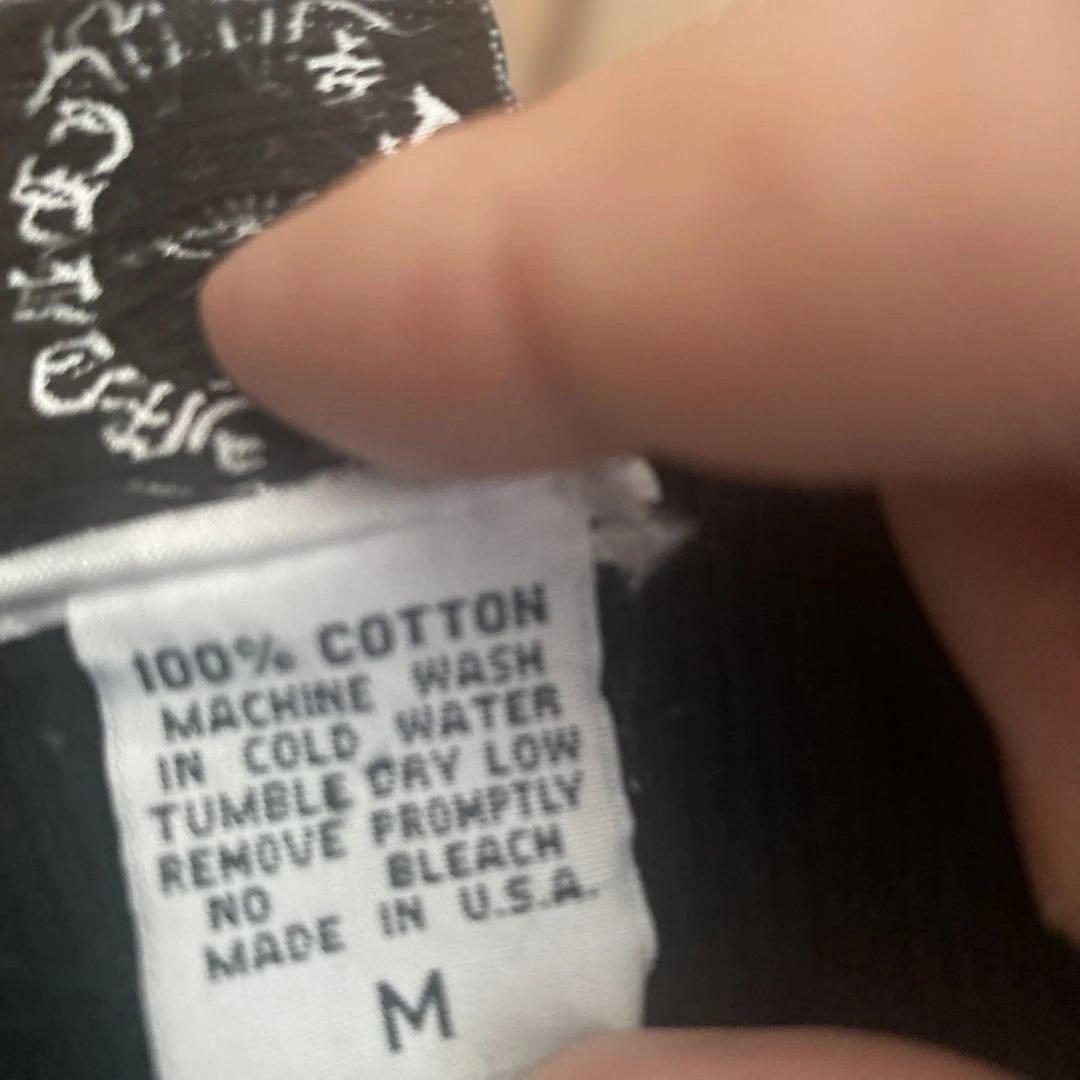 100% COTTON
MACHINE WASH
IN COLD WATER
TUMBLE DRY LOW
REMOVE PROMPTLY
NO BLEACH
MADE IN U.S.A.
M